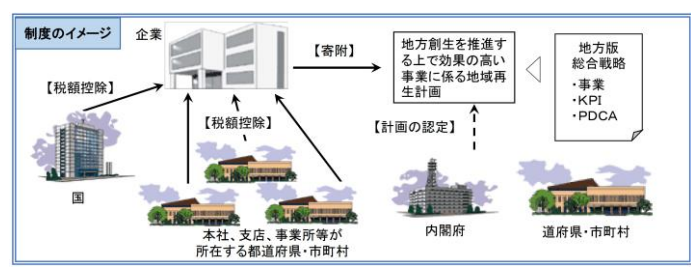 制度のイメージ
企業
【寄附】
地方創生を推進す
る上で効果の高い
事業に係る地域再
生計画
地方版
総合戦略
・事業
・KPI
・PDCA
【税額控除】
【税額控除】
【計画の認定】
国
本社、支店、事業所等が
所在する都道府県・市町村
内閣府
道府県・市町村